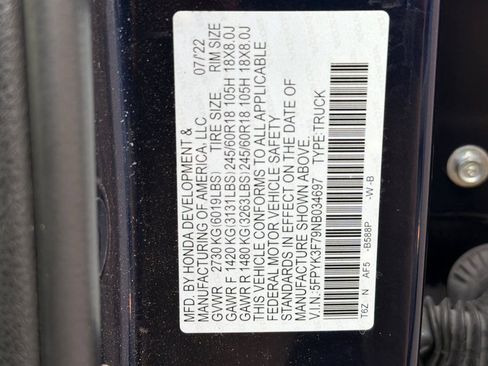 MFD. BY HONDA DEVELOPMENT &
MANUFACTURING OF AMERICA, LLC 07/'22
GVWR 2730 KG(6019LBS) TIRE SIZE RIM SIZE
GAWR F 1420 KG(3131LBS) 245/60R18 105H 18X8.0J
GAWR R 1480 KG(3263LBS) 245/60R18 105H 18X8.0J
THIS VEHICLE CONFORMS TO ALL APPLICABLE
FEDERAL MOTOR VEHICLE SAFETY
STANDARDS IN EFFECT ON THE DATE OF
MANUFACTURE SHOWN ABOVE.
V.I.N.:5FPYK3F79NB034697 TYPE:TRUCK
T6Z N AF5 -B588P -W-B